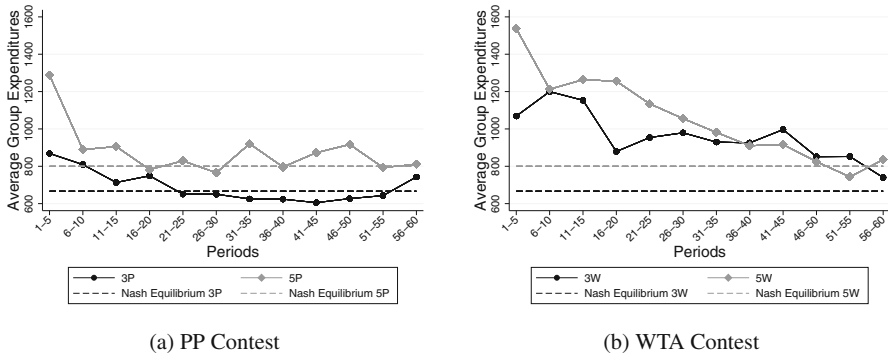 Average Group Expenditures
1600
1400
1200
1000
800
600
1–5
6–10
11–15
16–20
21–25
26–30
31–35
36–40
41–45
46–50
51–55
56–60
Periods
3P
5P
Nash Equilibrium 3P
Nash Equilibrium 5P
(a) PP Contest
Average Group Expenditures
1600
1400
1200
1000
800
600
1–5
6–10
11–15
16–20
21–25
26–30
31–35
36–40
41–45
46–50
51–55
56–60
Periods
3W
5W
Nash Equilibrium 3W
Nash Equilibrium 5W
(b) WTA Contest